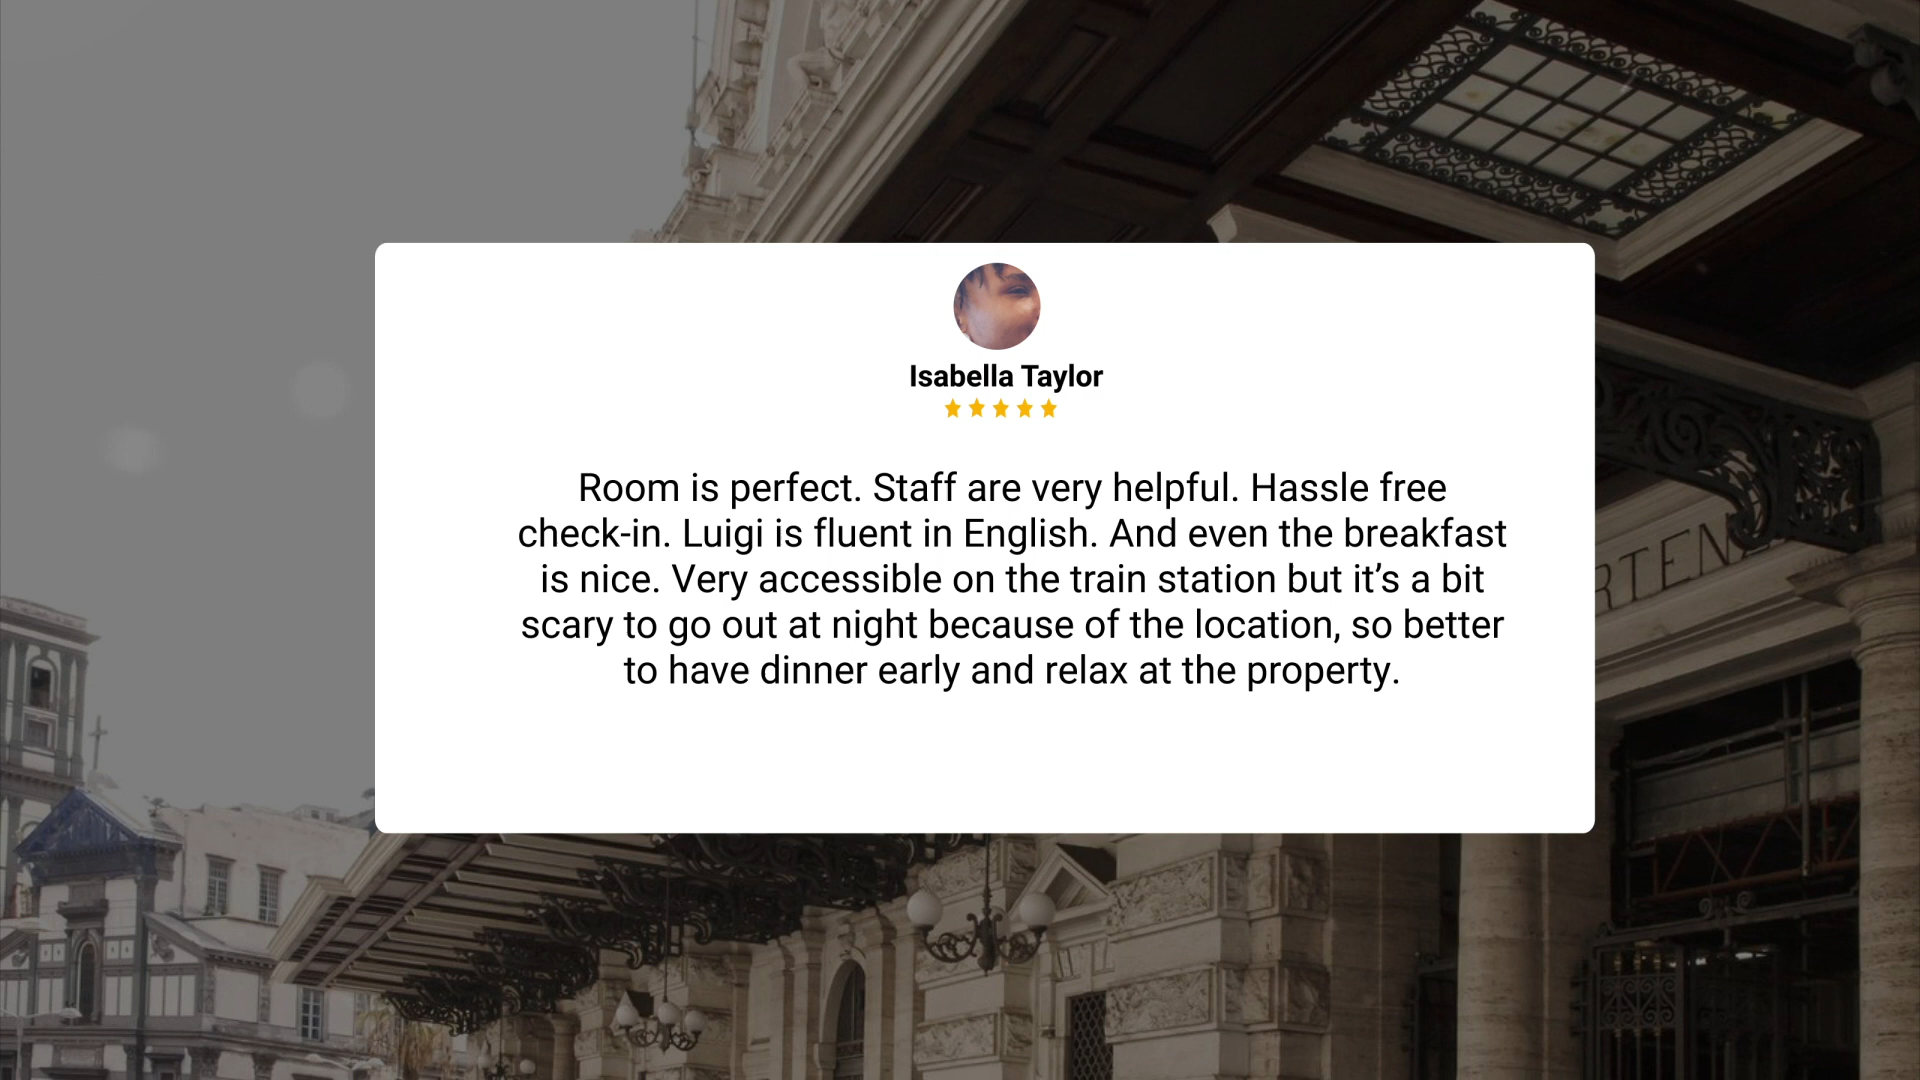 Isabella Taylor
Room is perfect. Staff are very helpful. Hassle free
check-in. Luigi is fluent in English. And even the breakfast
is nice. Very accessible on the train station but it’s a bit
scary to go out at night because of the location, so better
to have dinner early and relax at the property.